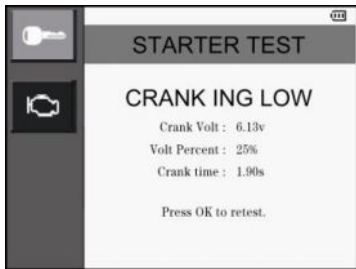 STARTER TEST
CRANK ING LOW
Crank Volt : 6.13v
Volt Percent : 25%
Crank time : 1.90s
Press OK to retest.